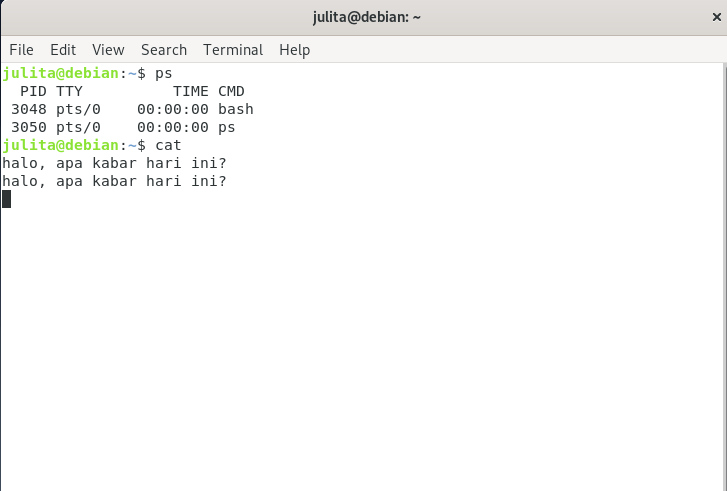 julita@debian: ~
File Edit View Search Terminal Help
julita@debian:~$ ps
  PID TTY          TIME CMD
 3048 pts/0    00:00:00 bash
 3050 pts/0    00:00:00 ps
julita@debian:~$ cat
halo, apa kabar hari ini?
halo, apa kabar hari ini?